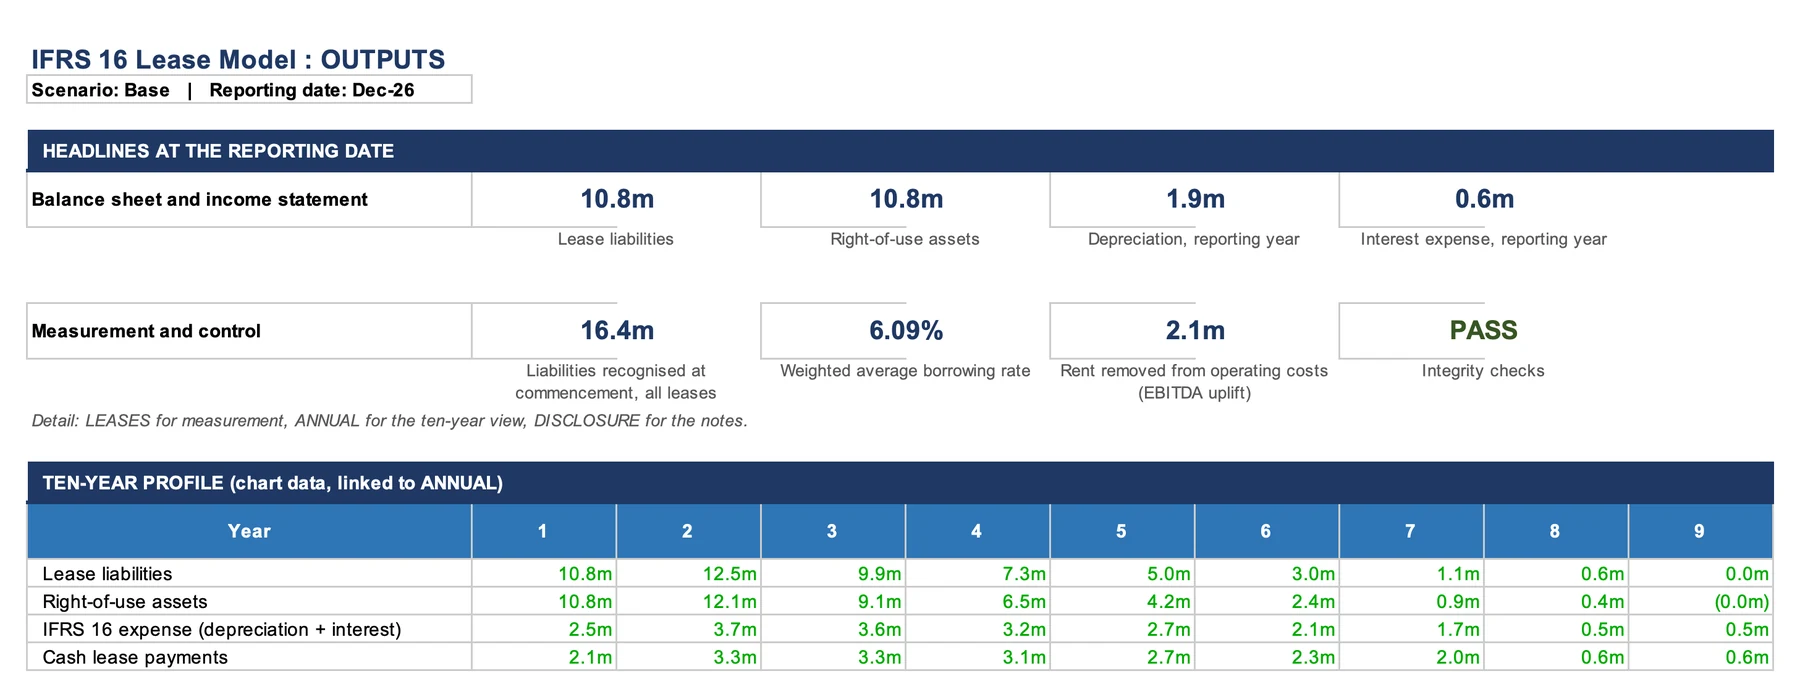 IFRS 16 Lease Model : OUTPUTS
Scenario: Base | Reporting date: Dec-26
HEADLINES AT THE REPORTING DATE
Balance sheet and income statement 10.8m 10.8m 1.9m 0.6m
Lease liabilities Right-of-use assets Depreciation, reporting year Interest expense, reporting year
Measurement and control 16.4m 6.09% 2.1m PASS
Liabilities recognised at Weighted average borrowing rate Rent removed from operating costs Integrity checks
commencement, all leases (EBITDA uplift)
Detail: LEASES for measurement, ANNUAL for the ten-year view, DISCLOSURE for the notes.
TEN-YEAR PROFILE (chart data, linked to ANNUAL)
Year 1 2 3 4 5 6 7 8 9
Lease liabilities 10.8m 12.5m 9.9m 7.3m 5.0m 3.0m 1.1m 0.6m 0.0m
Right-of-use assets 10.8m 12.1m 9.1m 6.5m 4.2m 2.4m 0.9m 0.4m (0.0m)
IFRS 16 expense (depreciation + interest) 2.5m 3.7m 3.6m 3.2m 2.7m 2.1m 1.7m 0.5m 0.5m
Cash lease payments 2.1m 3.3m 3.3m 3.1m 2.7m 2.3m 2.0m 0.6m 0.6m